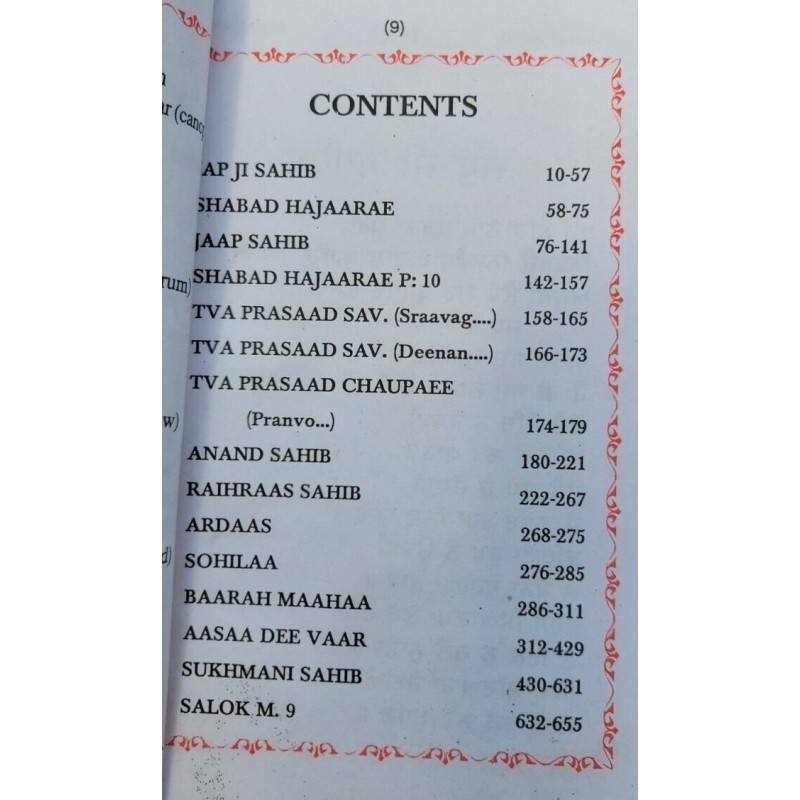 (9)
CONTENTS
JAP JI SAHIB 10-57
SHABAD HAJAARAE 58-75
JAAP SAHIB 76-141
SHABAD HAJAARAE P: 10 142-157
TVA PRASAAD SAV. (Sraavag....) 158-165
TVA PRASAAD SAV. (Deenan....) 166-173
TVA PRASAAD CHAUPAEE
(Pranvo...) 174-179
ANAND SAHIB 180-221
RAIHRAAS SAHIB 222-267
ARDAAS 268-275
SOHILAA 276-285
BAARAH MAAHAA 286-311
AASAA DEE VAAR 312-429
SUKHMANI SAHIB 430-631
SALOK M. 9 632-655